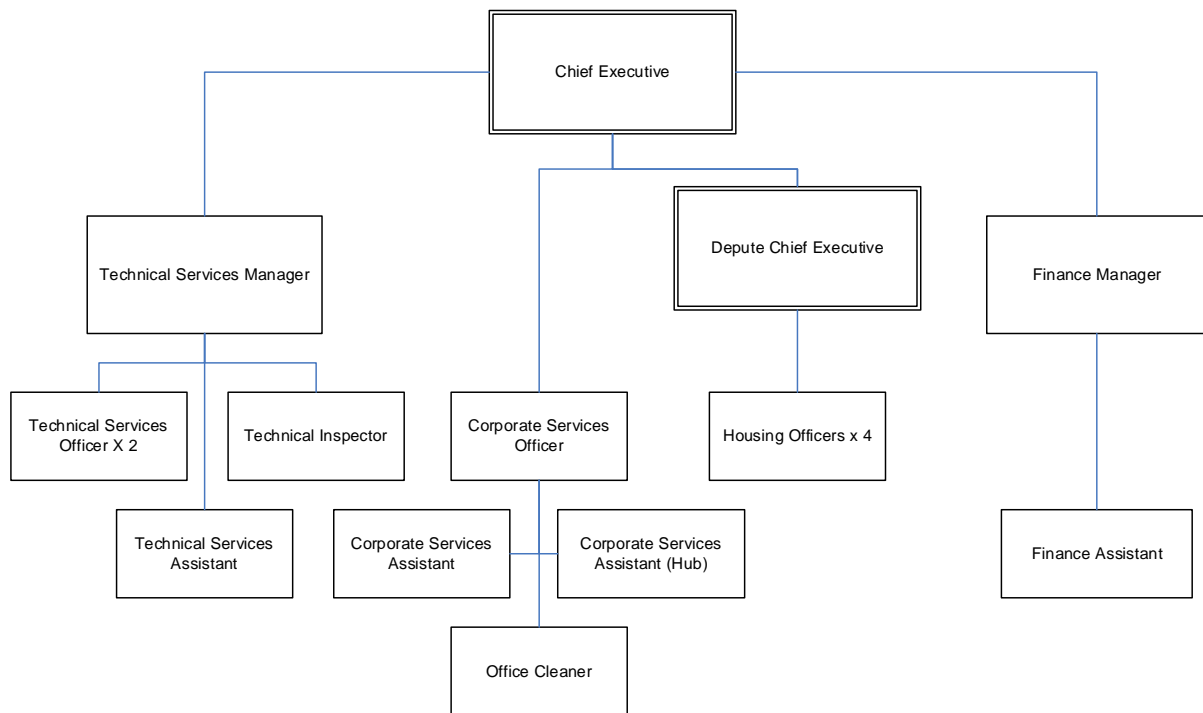 Chief Executive
Technical Services Manager
Depute Chief Executive
Finance Manager
Technical Services
Officer X 2
Technical Inspector
Corporate Services
Officer
Housing Officers x 4
Technical Services
Assistant
Corporate Services
Assistant
Corporate Services
Assistant (Hub)
Finance Assistant
Office Cleaner